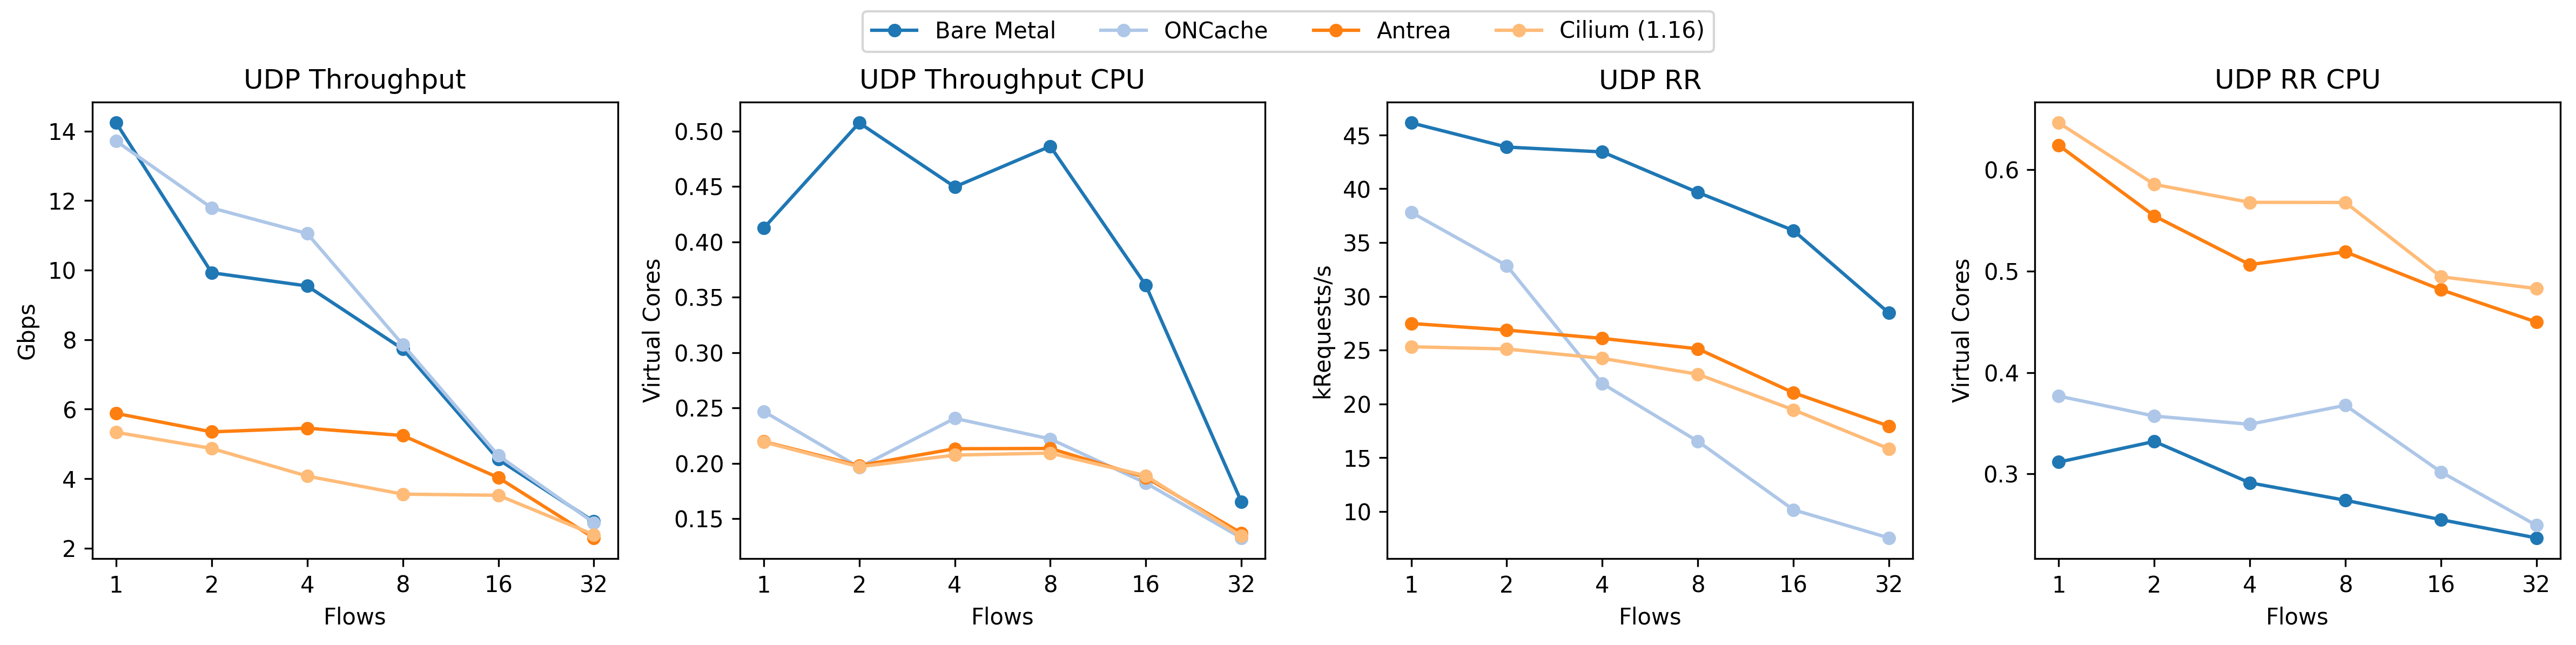 Bare Metal ONCache Antrea Cilium (1.16)
UDP Throughput
14
12
10
8
6
4
2
Gbps
1 2 4 8 16 32
Flows
UDP Throughput CPU
0.50
0.45
0.40
0.35
0.30
0.25
0.20
0.15
Virtual Cores
1 2 4 8 16 32
Flows
UDP RR
45
40
35
30
25
20
15
10
kRequests/s
1 2 4 8 16 32
Flows
UDP RR CPU
0.6
0.5
0.4
0.3
Virtual Cores
1 2 4 8 16 32
Flows